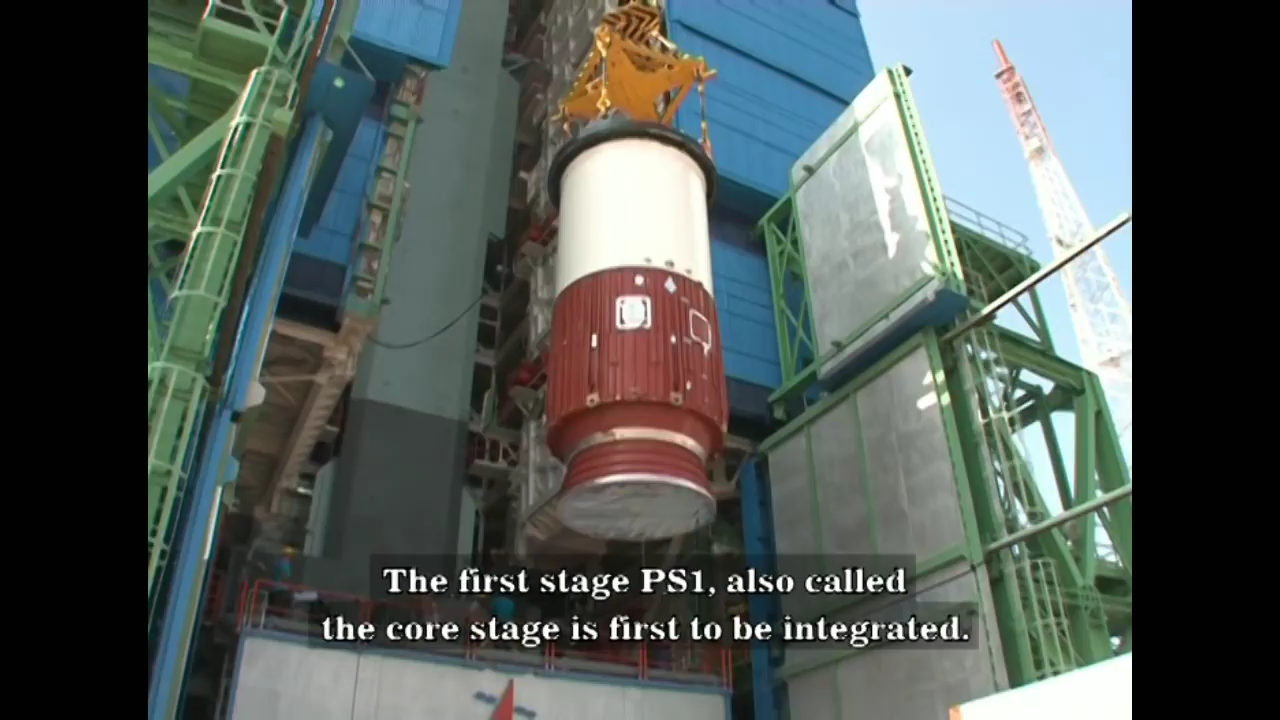 The first stage PS1, also called
the core stage is first to be integrated.